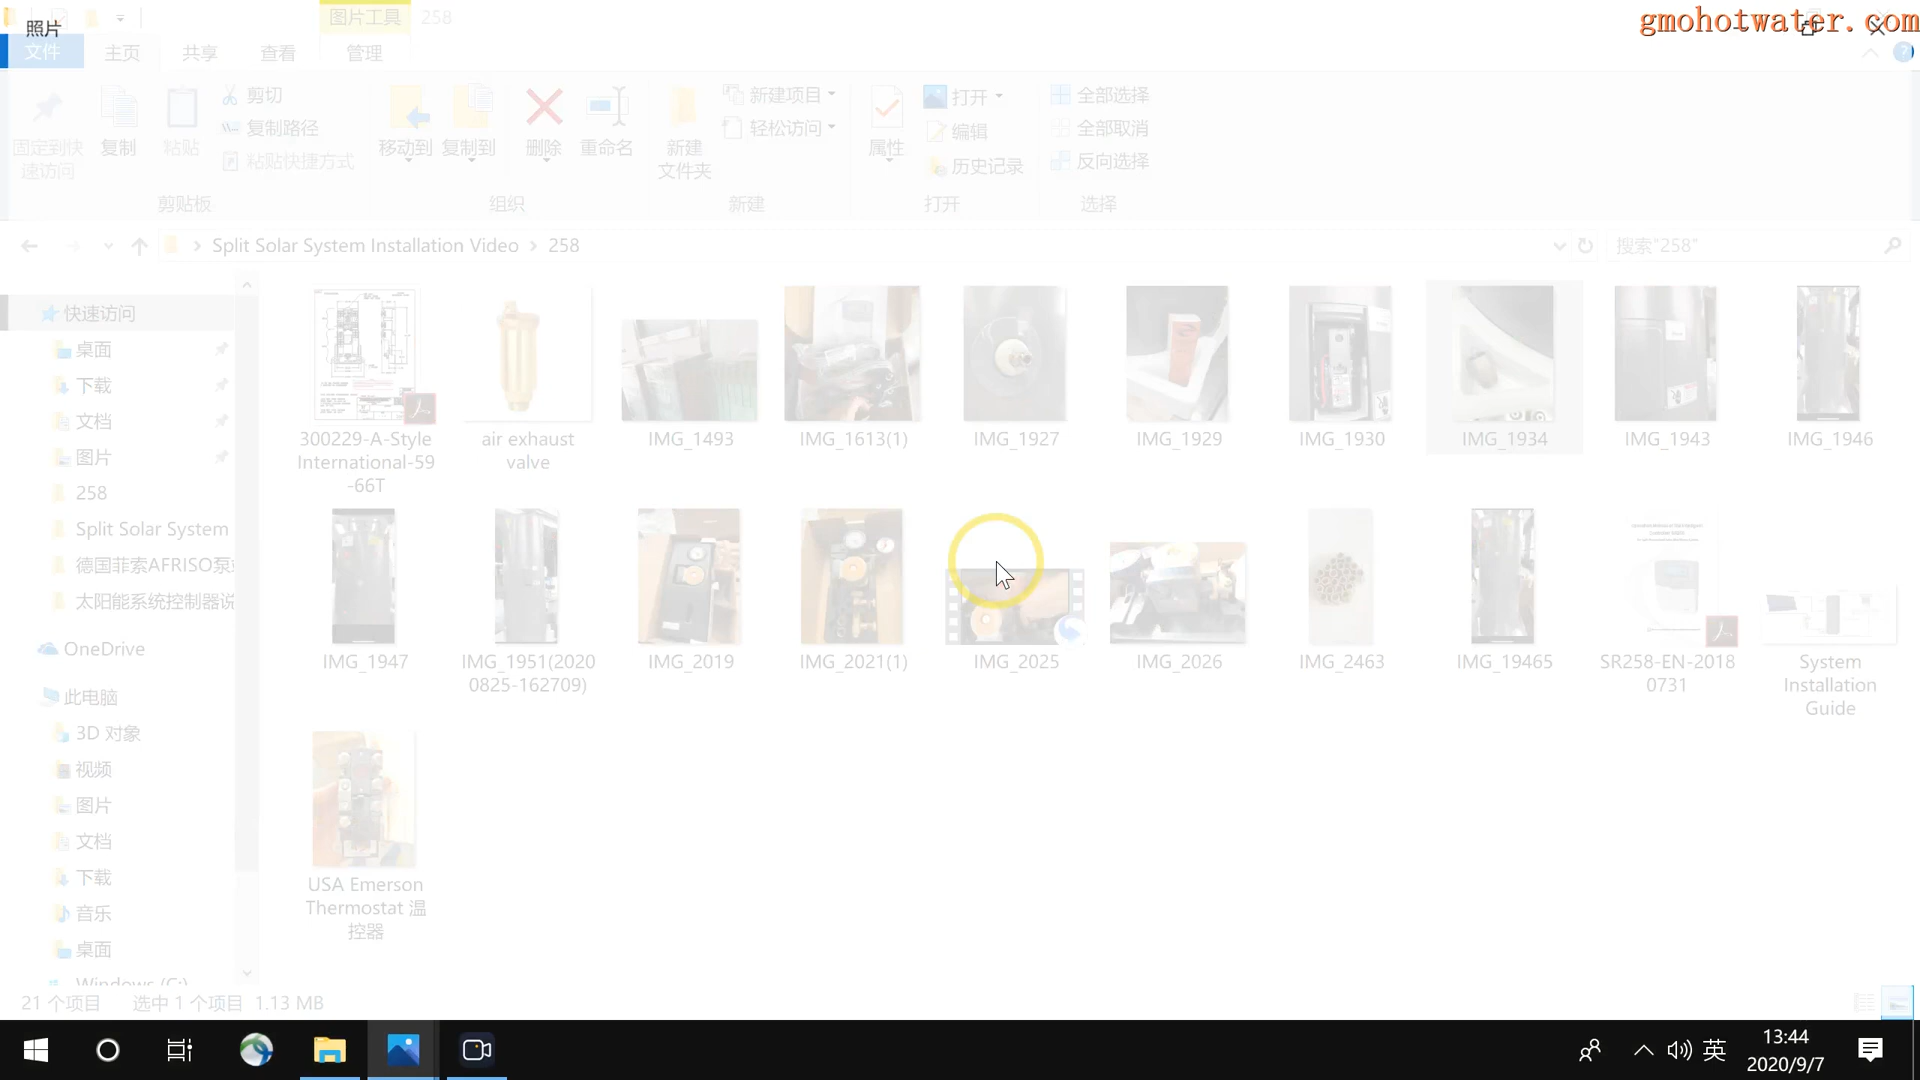 照片
图片工具 258
gmohotwater.com
文件 主页 共享 查看 管理
固定到快
速访问
复制
粘贴
剪切
复制路径
粘贴快捷方式
移动到
复制到
删除
重命名
新建
文件夹
新建项目
轻松访问
属性
打开
编辑
历史记录
全部选择
全部取消
反向选择
剪贴板 组织 新建 打开 选择
Split Solar System Installation Video > 258
搜索"258"
快速访问
桌面
下载
文档
图片
258
Split Solar System
德国菲索AFRISO泵
太阳能系统控制器说
OneDrive
此电脑
3D 对象
视频
图片
文档
下载
音乐
桌面
Windows (C:)
300229-A-Style
International-59
-66T
air exhaust
valve
IMG_1493
IMG_1613(1)
IMG_1927
IMG_1929
IMG_1930
IMG_1934
IMG_1943
IMG_1946
IMG_1947
IMG_1951(2020
0825-162709)
IMG_2019
IMG_2021(1)
IMG_2025
IMG_2026
IMG_2463
IMG_19465
SR258-EN-2018
0731
System
Installation
Guide
USA Emerson
Thermostat 温
控器
21 个项目 选中 1 个项目 1.13 MB
英
13:44
2020/9/7